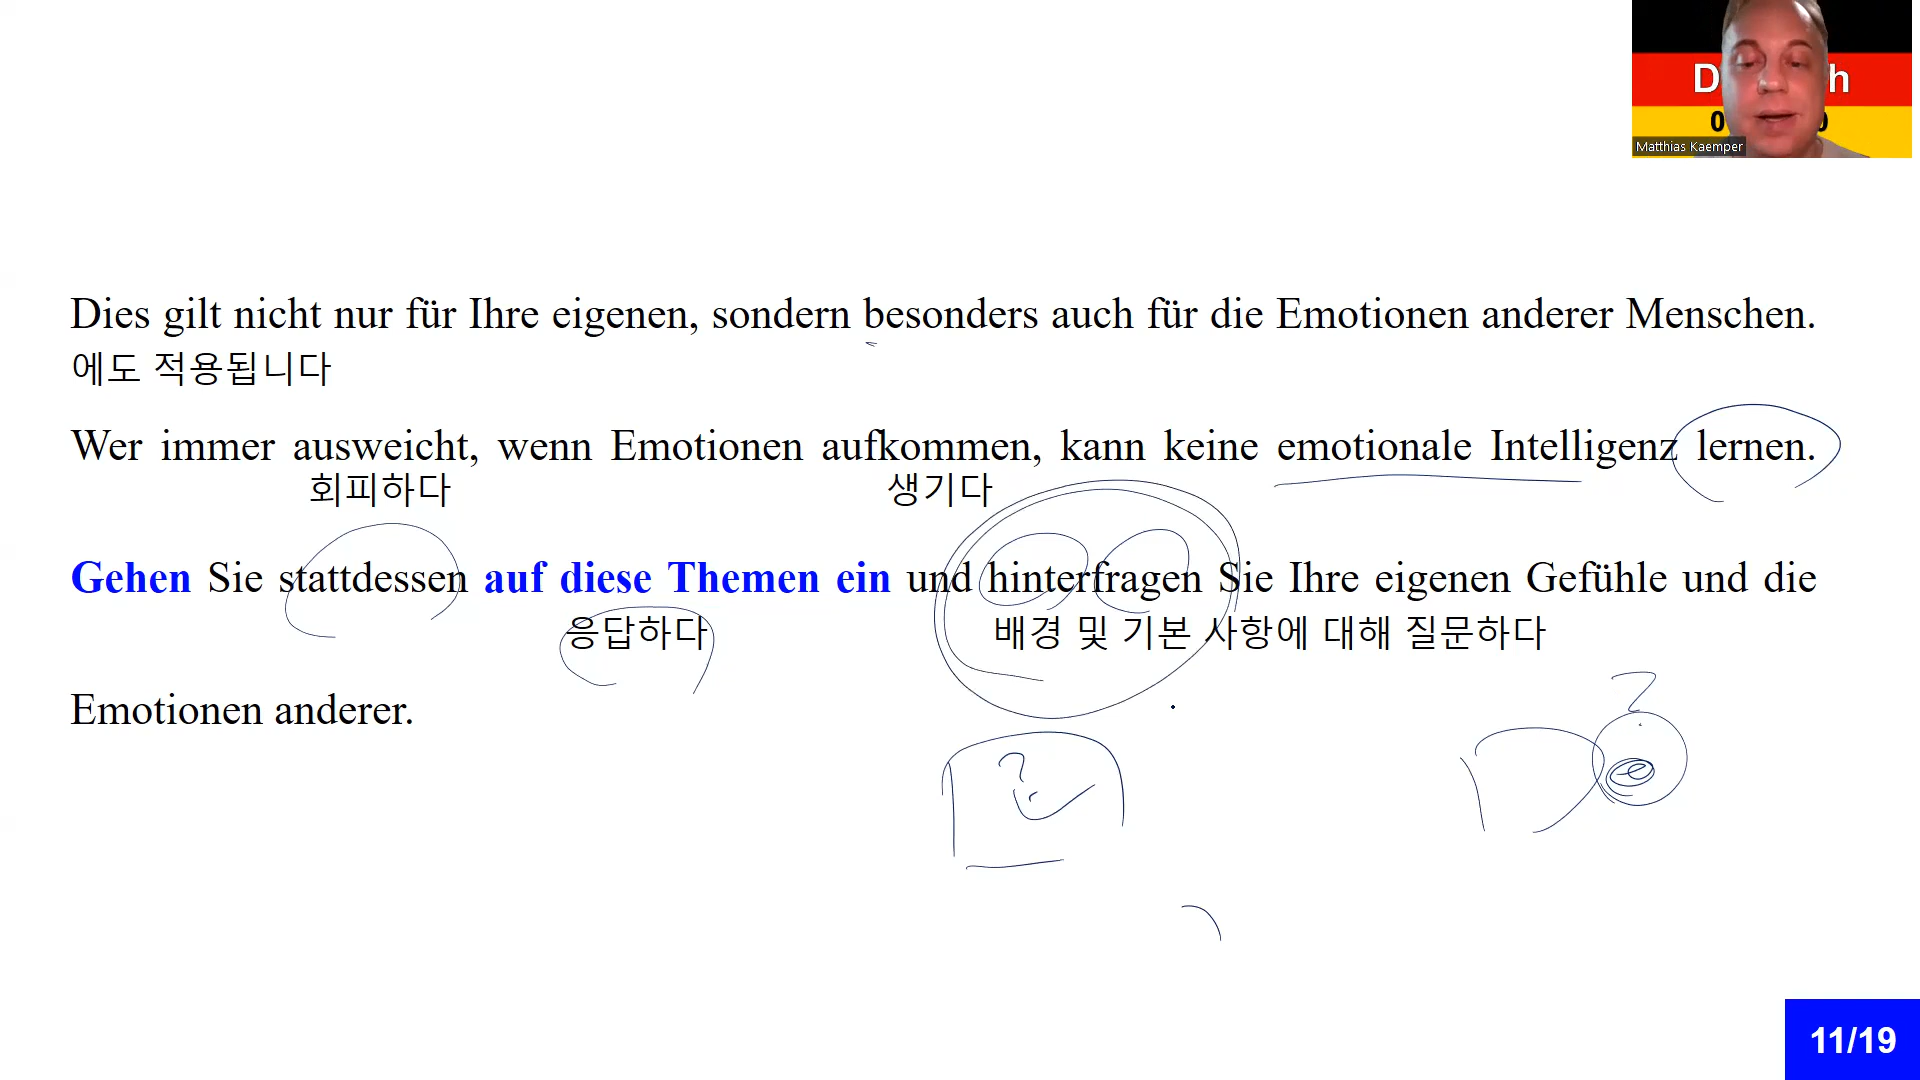 D h
0 0
Matthias Kaemper
Dies gilt nicht nur für Ihre eigenen, sondern besonders auch für die Emotionen anderer Menschen.
에도 적용됩니다
Wer immer ausweicht, wenn Emotionen aufkommen, kann keine emotionale Intelligenz lernen.
회피하다 생기다
Gehen Sie stattdessen auf diese Themen ein und hinterfragen Sie Ihre eigenen Gefühle und die
응답하다 배경 및 기본 사항에 대해 질문하다
Emotionen anderer.
?
?
11/19